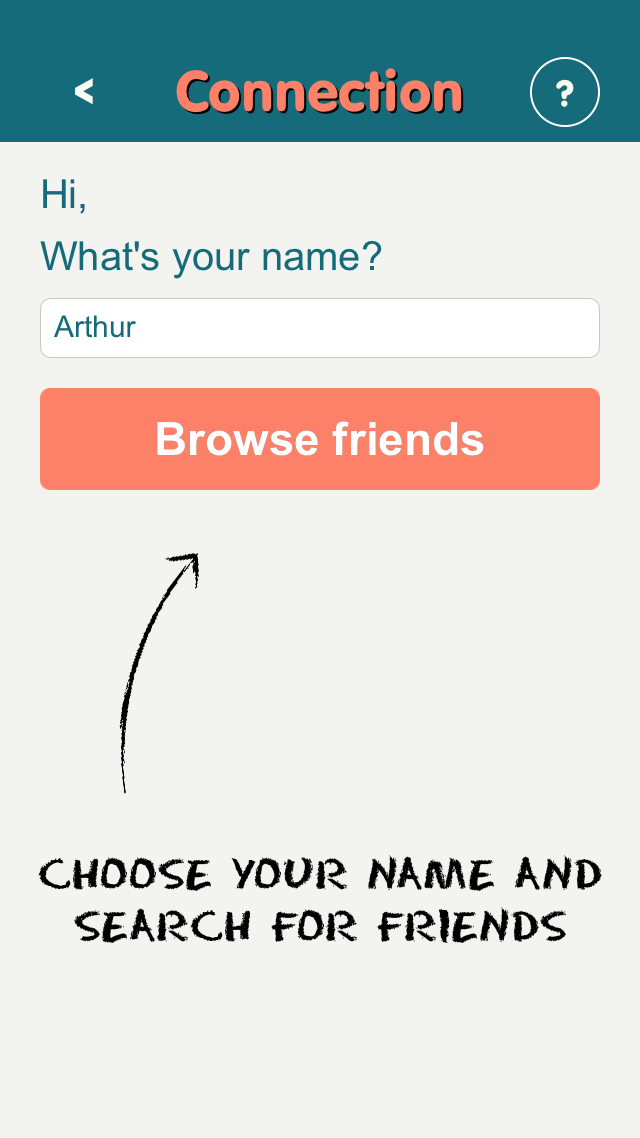 <
Connection
?
Hi,
What's your name?
Arthur
Browse friends
CHOOSE YOUR NAME AND
SEARCH FOR FRIENDS